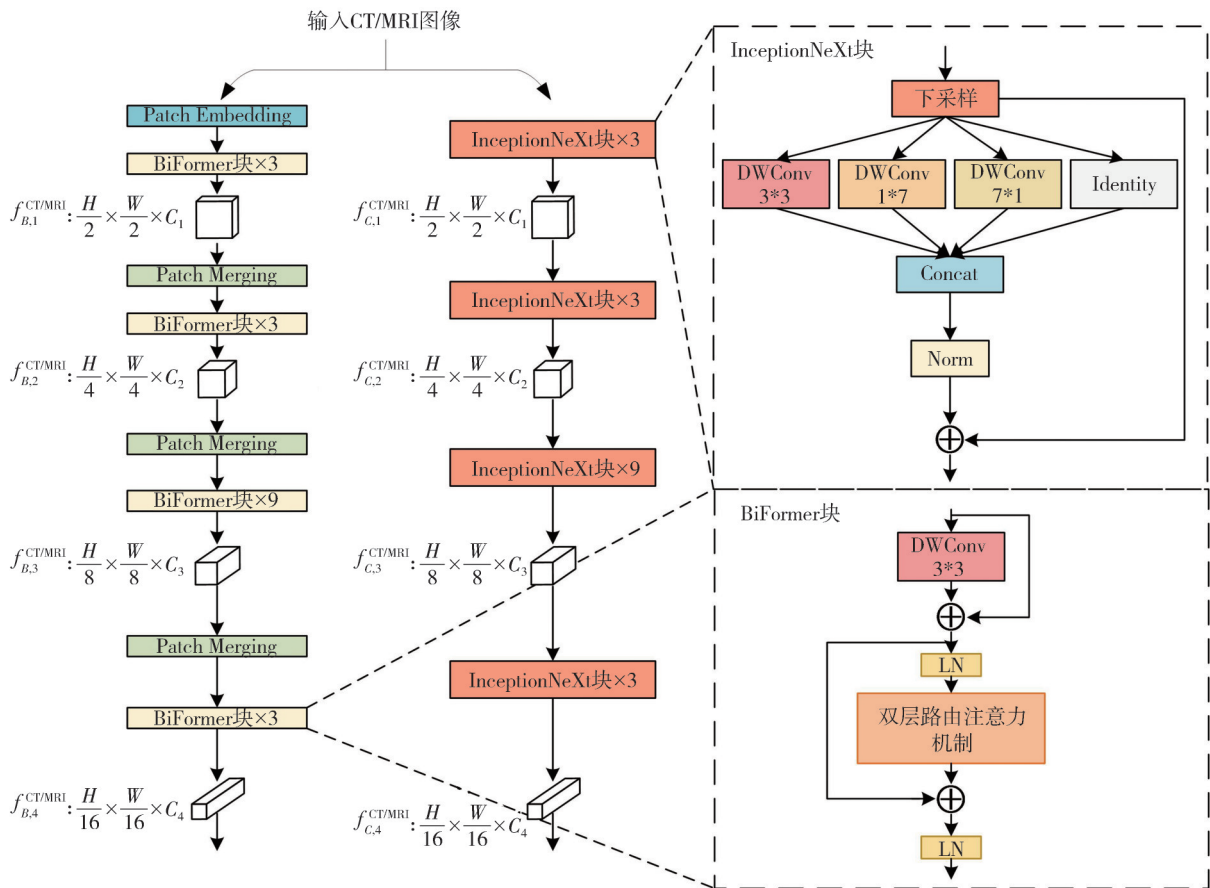 输入CT/MRI图像
Patch Embedding
BiFormer块×3
f_{B,1}^{CT/MRI}: H/2 × W/2 × C_1
Patch Merging
BiFormer块×3
f_{B,2}^{CT/MRI}: H/4 × W/4 × C_2
Patch Merging
BiFormer块×9
f_{B,3}^{CT/MRI}: H/8 × W/8 × C_3
Patch Merging
BiFormer块×3
f_{B,4}^{CT/MRI}: H/16 × W/16 × C_4
InceptionNeXt块×3
f_{C,1}^{CT/MRI}: H/2 × W/2 × C_1
InceptionNeXt块×3
f_{C,2}^{CT/MRI}: H/4 × W/4 × C_2
InceptionNeXt块×9
f_{C,3}^{CT/MRI}: H/8 × W/8 × C_3
InceptionNeXt块×3
f_{C,4}^{CT/MRI}: H/16 × W/16 × C_4
InceptionNeXt块
下采样
DWConv
3*3
DWConv
1*7
DWConv
7*1
Identity
Concat
Norm
BiFormer块
DWConv
3*3
LN
双层路由注意力
机制
LN